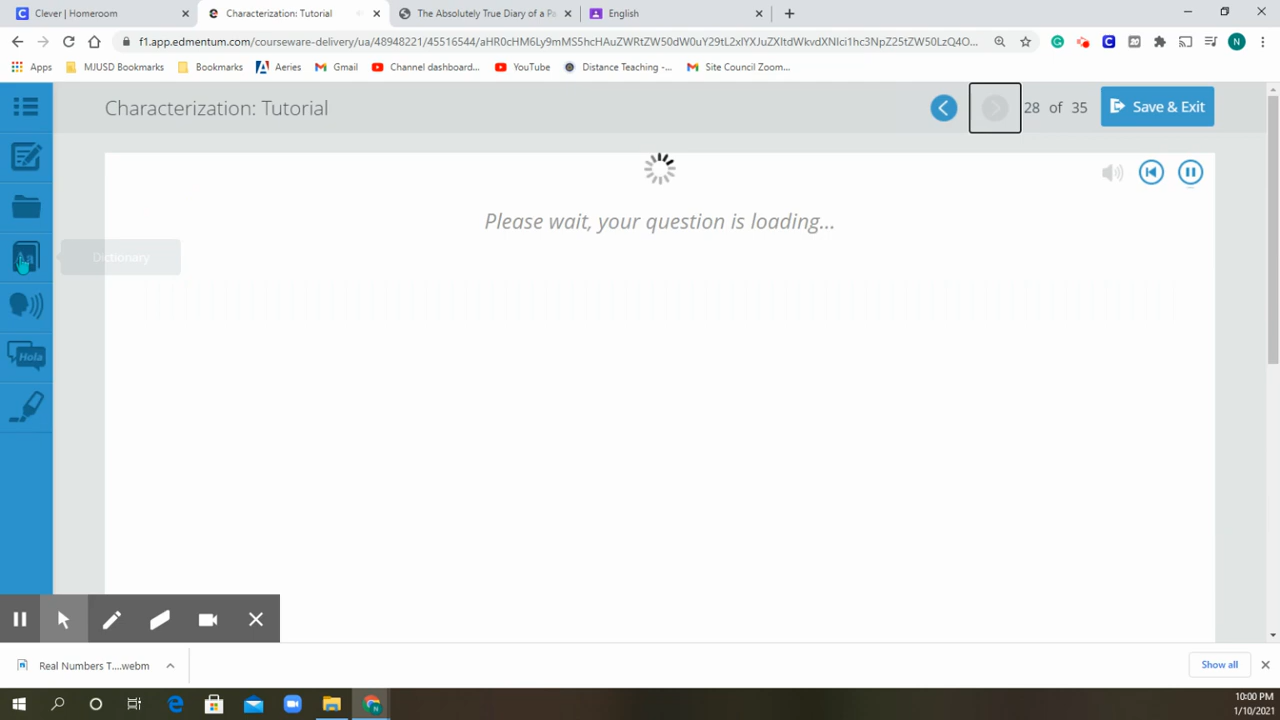 Clever | Homeroom
Characterization: Tutorial
The Absolutely True Diary of a Pa
English
f1.app.edmentum.com/courseware-delivery/ua/48948221/45516544/
Apps
MJUSD Bookmarks
Bookmarks
Aeries
Gmail
Channel dashboard...
YouTube
Distance Teaching -...
Site Council Zoom...
N
Characterization: Tutorial
28 of 35
Save & Exit
Please wait, your question is loading...
Aa
Dictionary
Hola
Real Numbers T....webm
Show all
10:00 PM
1/10/2021